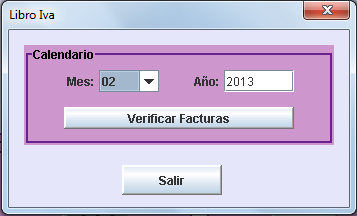 Libro Iva
Calendario
Mes: 02 Año: 2013
Verificar Facturas
Salir